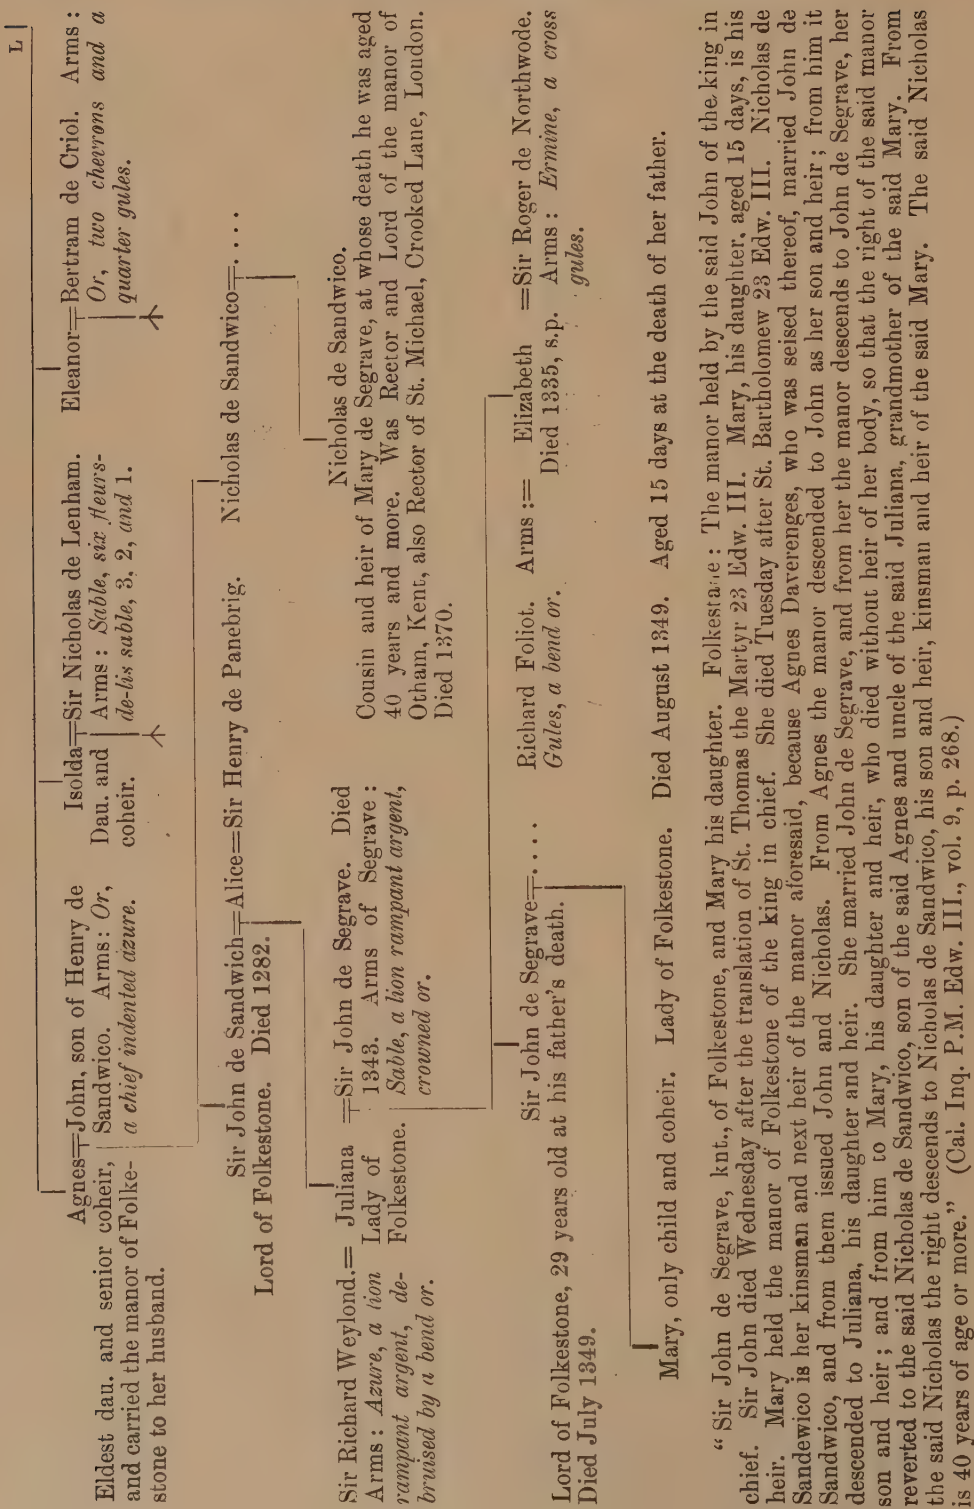 L
Agnes=John, son of Henry de
Sandwico. Arms: Or,
a chief indented azure.
Eldest dau. and senior coheir,
and carried the manor of Folke-
stone to her husband.
Isolda=Sir Nicholas de Lenham.
Dau. and
coheir.
Arms: Sable, six fleurs-
de-lis sable, 3, 2, and 1.
Eleanor=Bertram de Criol. Arms:
Or, two chevrons and a
quarter gules.
Sir John de Sandwich=Alice=Sir Henry de Panebrig.
Lord of Folkestone. Died 1282.
Nicholas de Sandwico=....
Nicholas de Sandwico.
Cousin and heir of Mary de Segrave, at whose death he was aged
40 years and more. Was Rector and Lord of the manor of
Otham, Kent, also Rector of St. Michael, Crooked Lane, London.
Died 1370.
Sir Richard Weylond.= Juliana =Sir John de Segrave. Died
Arms: Azure, a lion
rampant argent, de-
bruised by a bend or.
Lady of
Folkestone.
1343. Arms of Segrave:
Sable, a lion rampant argent,
crowned or.
Sir John de Segrave=....
Lord of Folkestone, 29 years old at his father's death.
Died July 1349.
Richard Foliot. Arms:= Elizabeth =Sir Roger de Northwode.
Gules, a bend or.
Died 1335, s.p.
Arms: Ermine, a cross
gules.
Mary, only child and coheir. Lady of Folkestone. Died August 1349. Aged 15 days at the death of her father.
“Sir John de Segrave, knt., of Folkestone, and Mary his daughter. Folkestane: The manor held by the said John of the king in
chief. Sir John died Wednesday after the translation of St. Thomas the Martyr 23 Edw. III. Mary, his daughter, aged 15 days, is his
heir. Mary held the manor of Folkestone of the king in chief. She died Tuesday after St. Bartholomew 23 Edw. III. Nicholas de
Sandewico is her kinsman and next heir of the manor aforesaid, because Agnes Daverenges, who was seised thereof, married John de
Sandwico, and from them issued John and Nicholas. From Agnes the manor descended to John as her son and heir; from him it
descended to Juliana, his daughter and heir. She married John de Segrave, and from her the manor descends to John de Segrave, her
son and heir; and from him to Mary, his daughter and heir, who died without heir of her body, so that the right of the said manor
reverted to the said Nicholas de Sandwico, son of the said Agnes and uncle of the said Juliana, grandmother of the said Mary. From
the said Nicholas the right descends to Nicholas de Sandwico, his son and heir, kinsman and heir of the said Mary. The said Nicholas
is 40 years of age or more.” (Cal. Inq. P.M. Edw. III., vol. 9, p. 268.)